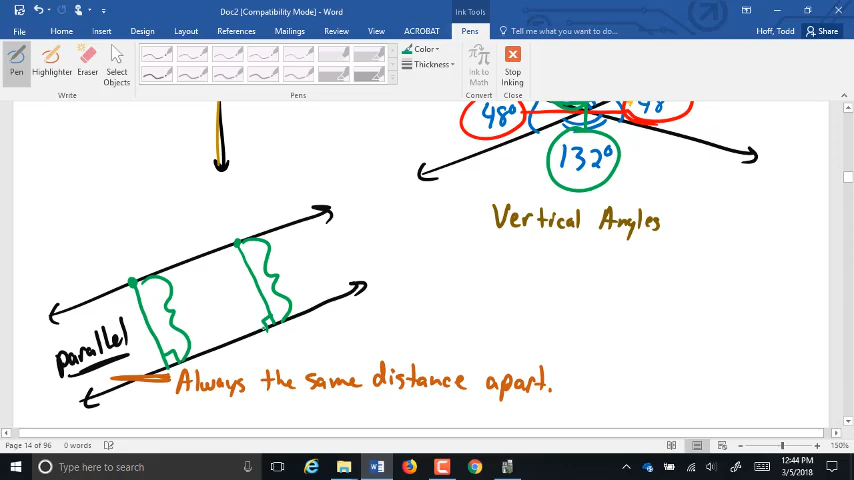 Doc2 [Compatibility Mode] - Word
Ink Tools
Hoff, Todd
File Home Insert Design Layout References Mailings Review View ACROBAT Pens Tell me what you want to do... Share
Pen Highlighter Eraser Select Objects
Color
Thickness
Ink to Math
Stop Inking
Write Pens Convert Close
48° 48
132°
Vertical Angles
parallel
Always the same distance apart.
Page 14 of 96 0 words 150%
Type here to search
12:44 PM
3/5/2018